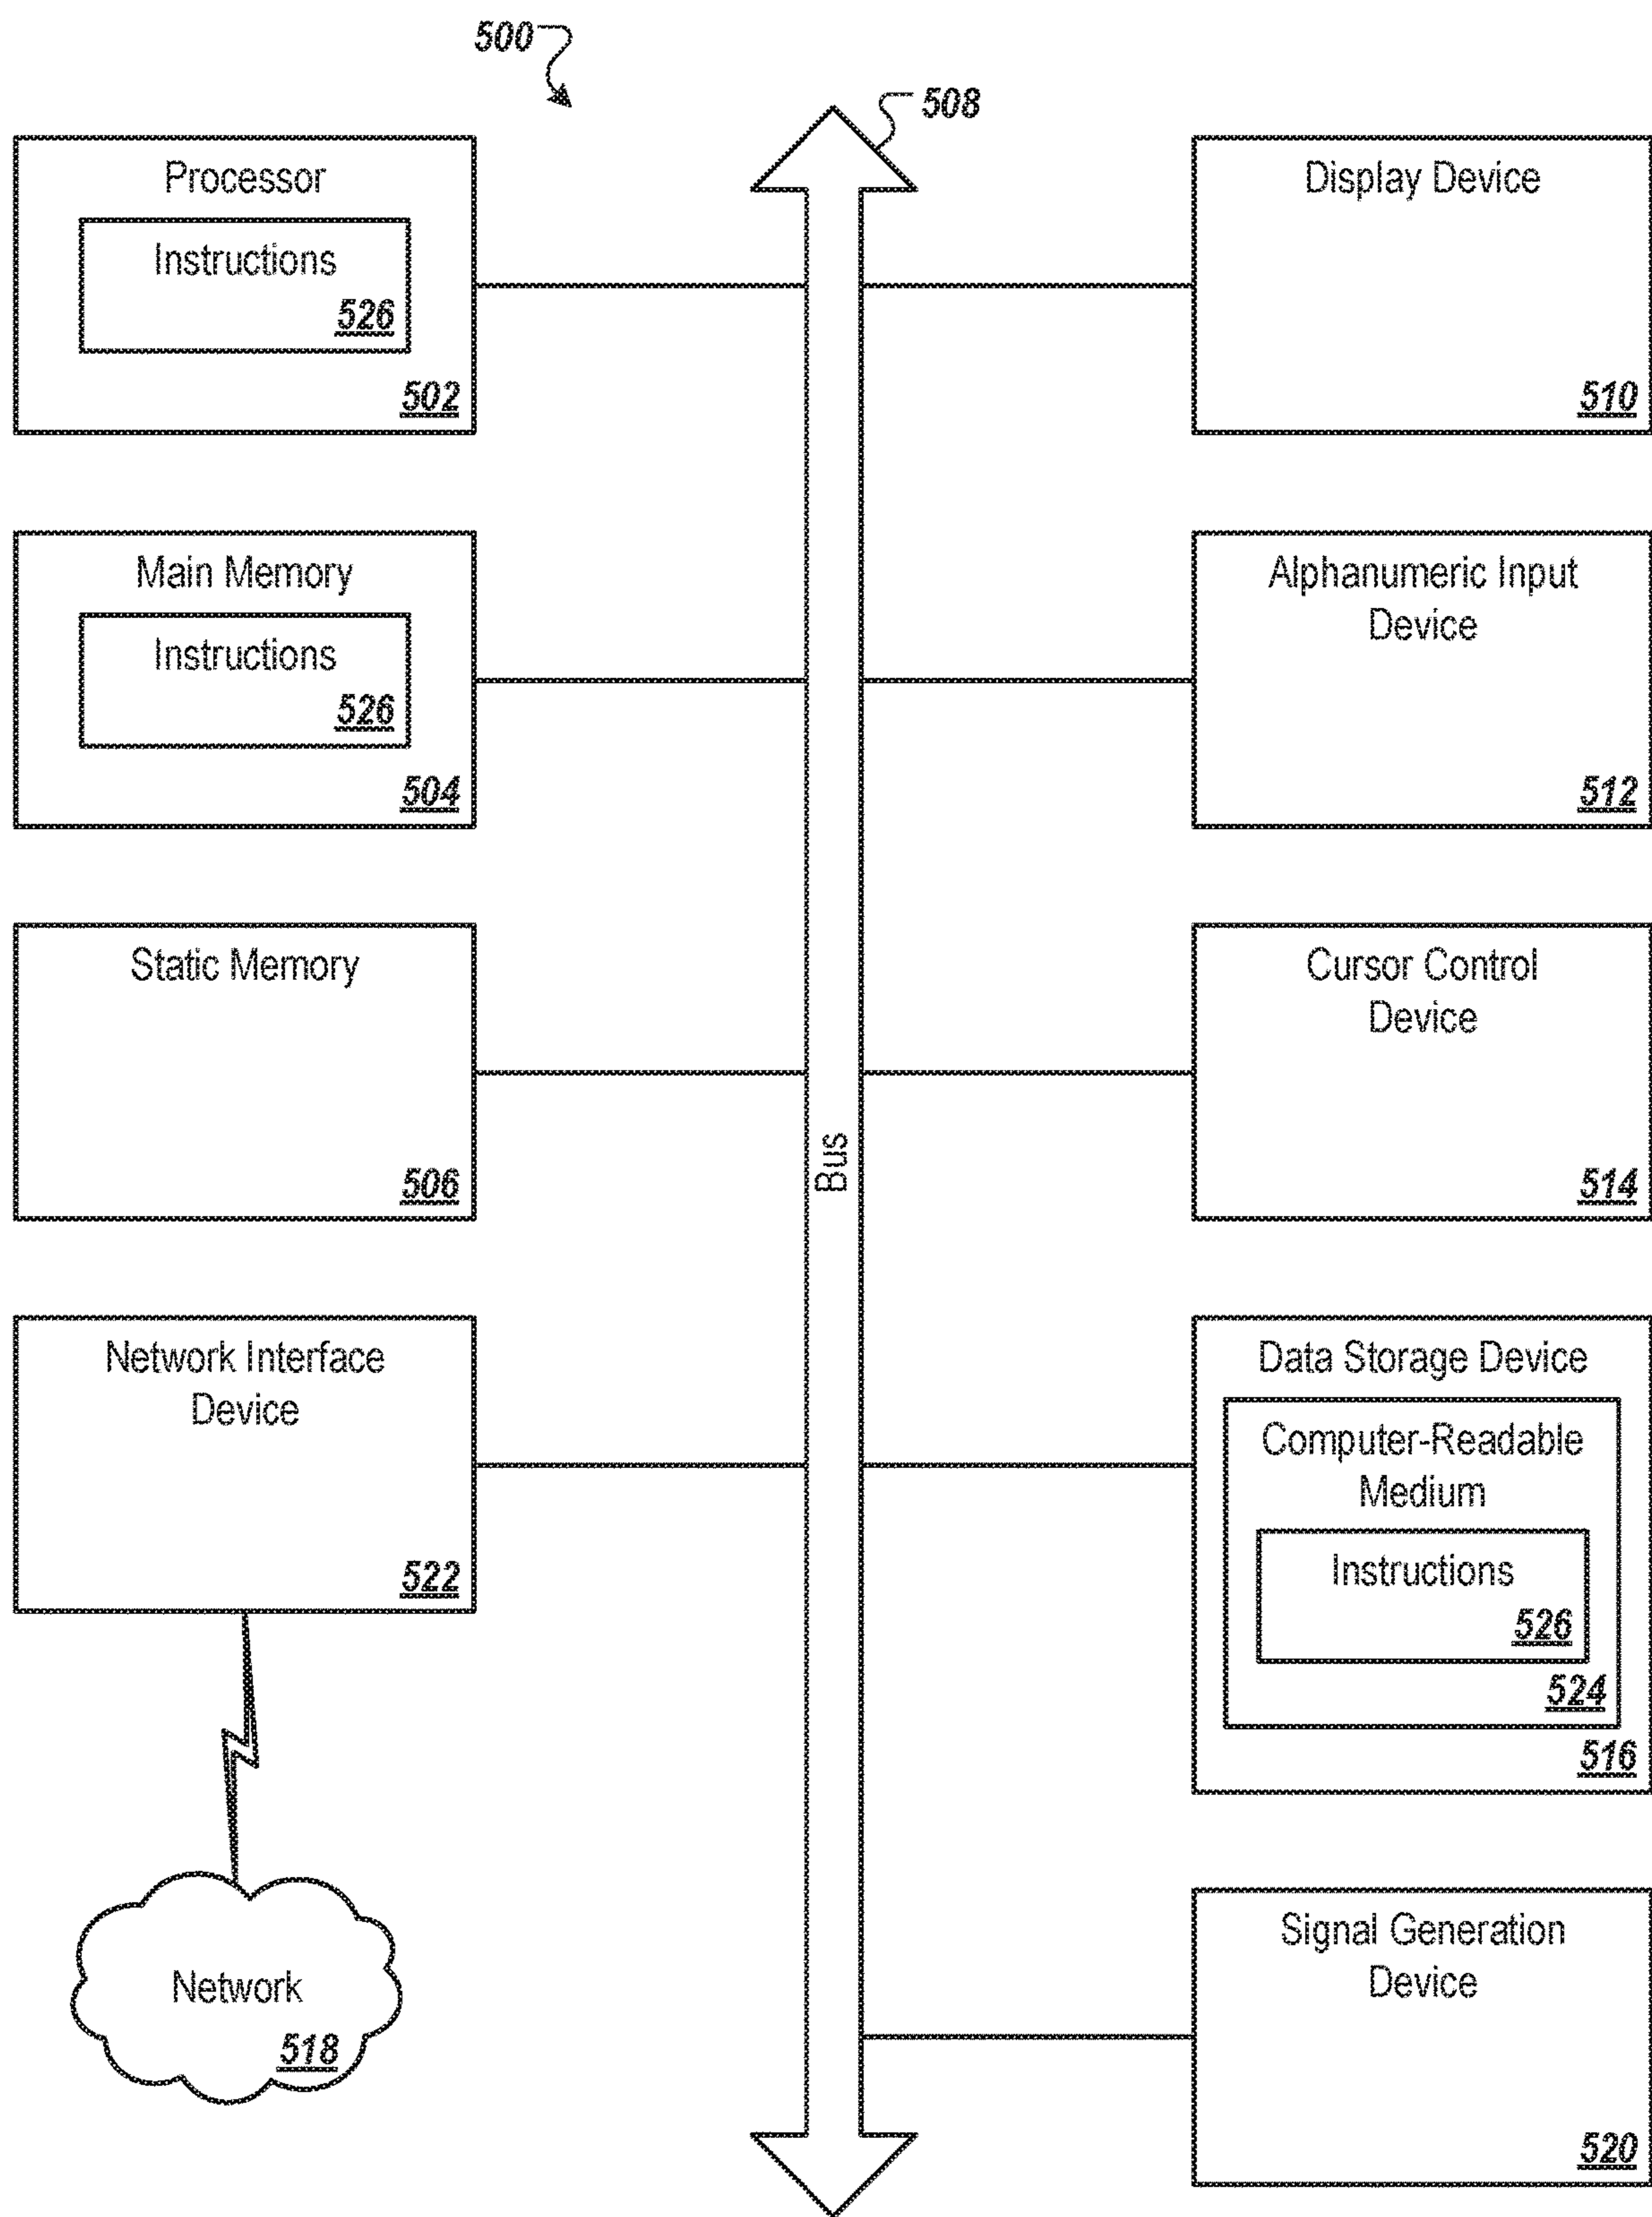 500
508
Processor
Instructions
526
502
Main Memory
Instructions
526
504
Static Memory
506
Network Interface
Device
522
Network
518
Bus
Display Device
510
Alphanumeric Input
Device
512
Cursor Control
Device
514
Data Storage Device
Computer-Readable
Medium
Instructions
526
524
516
Signal Generation
Device
520